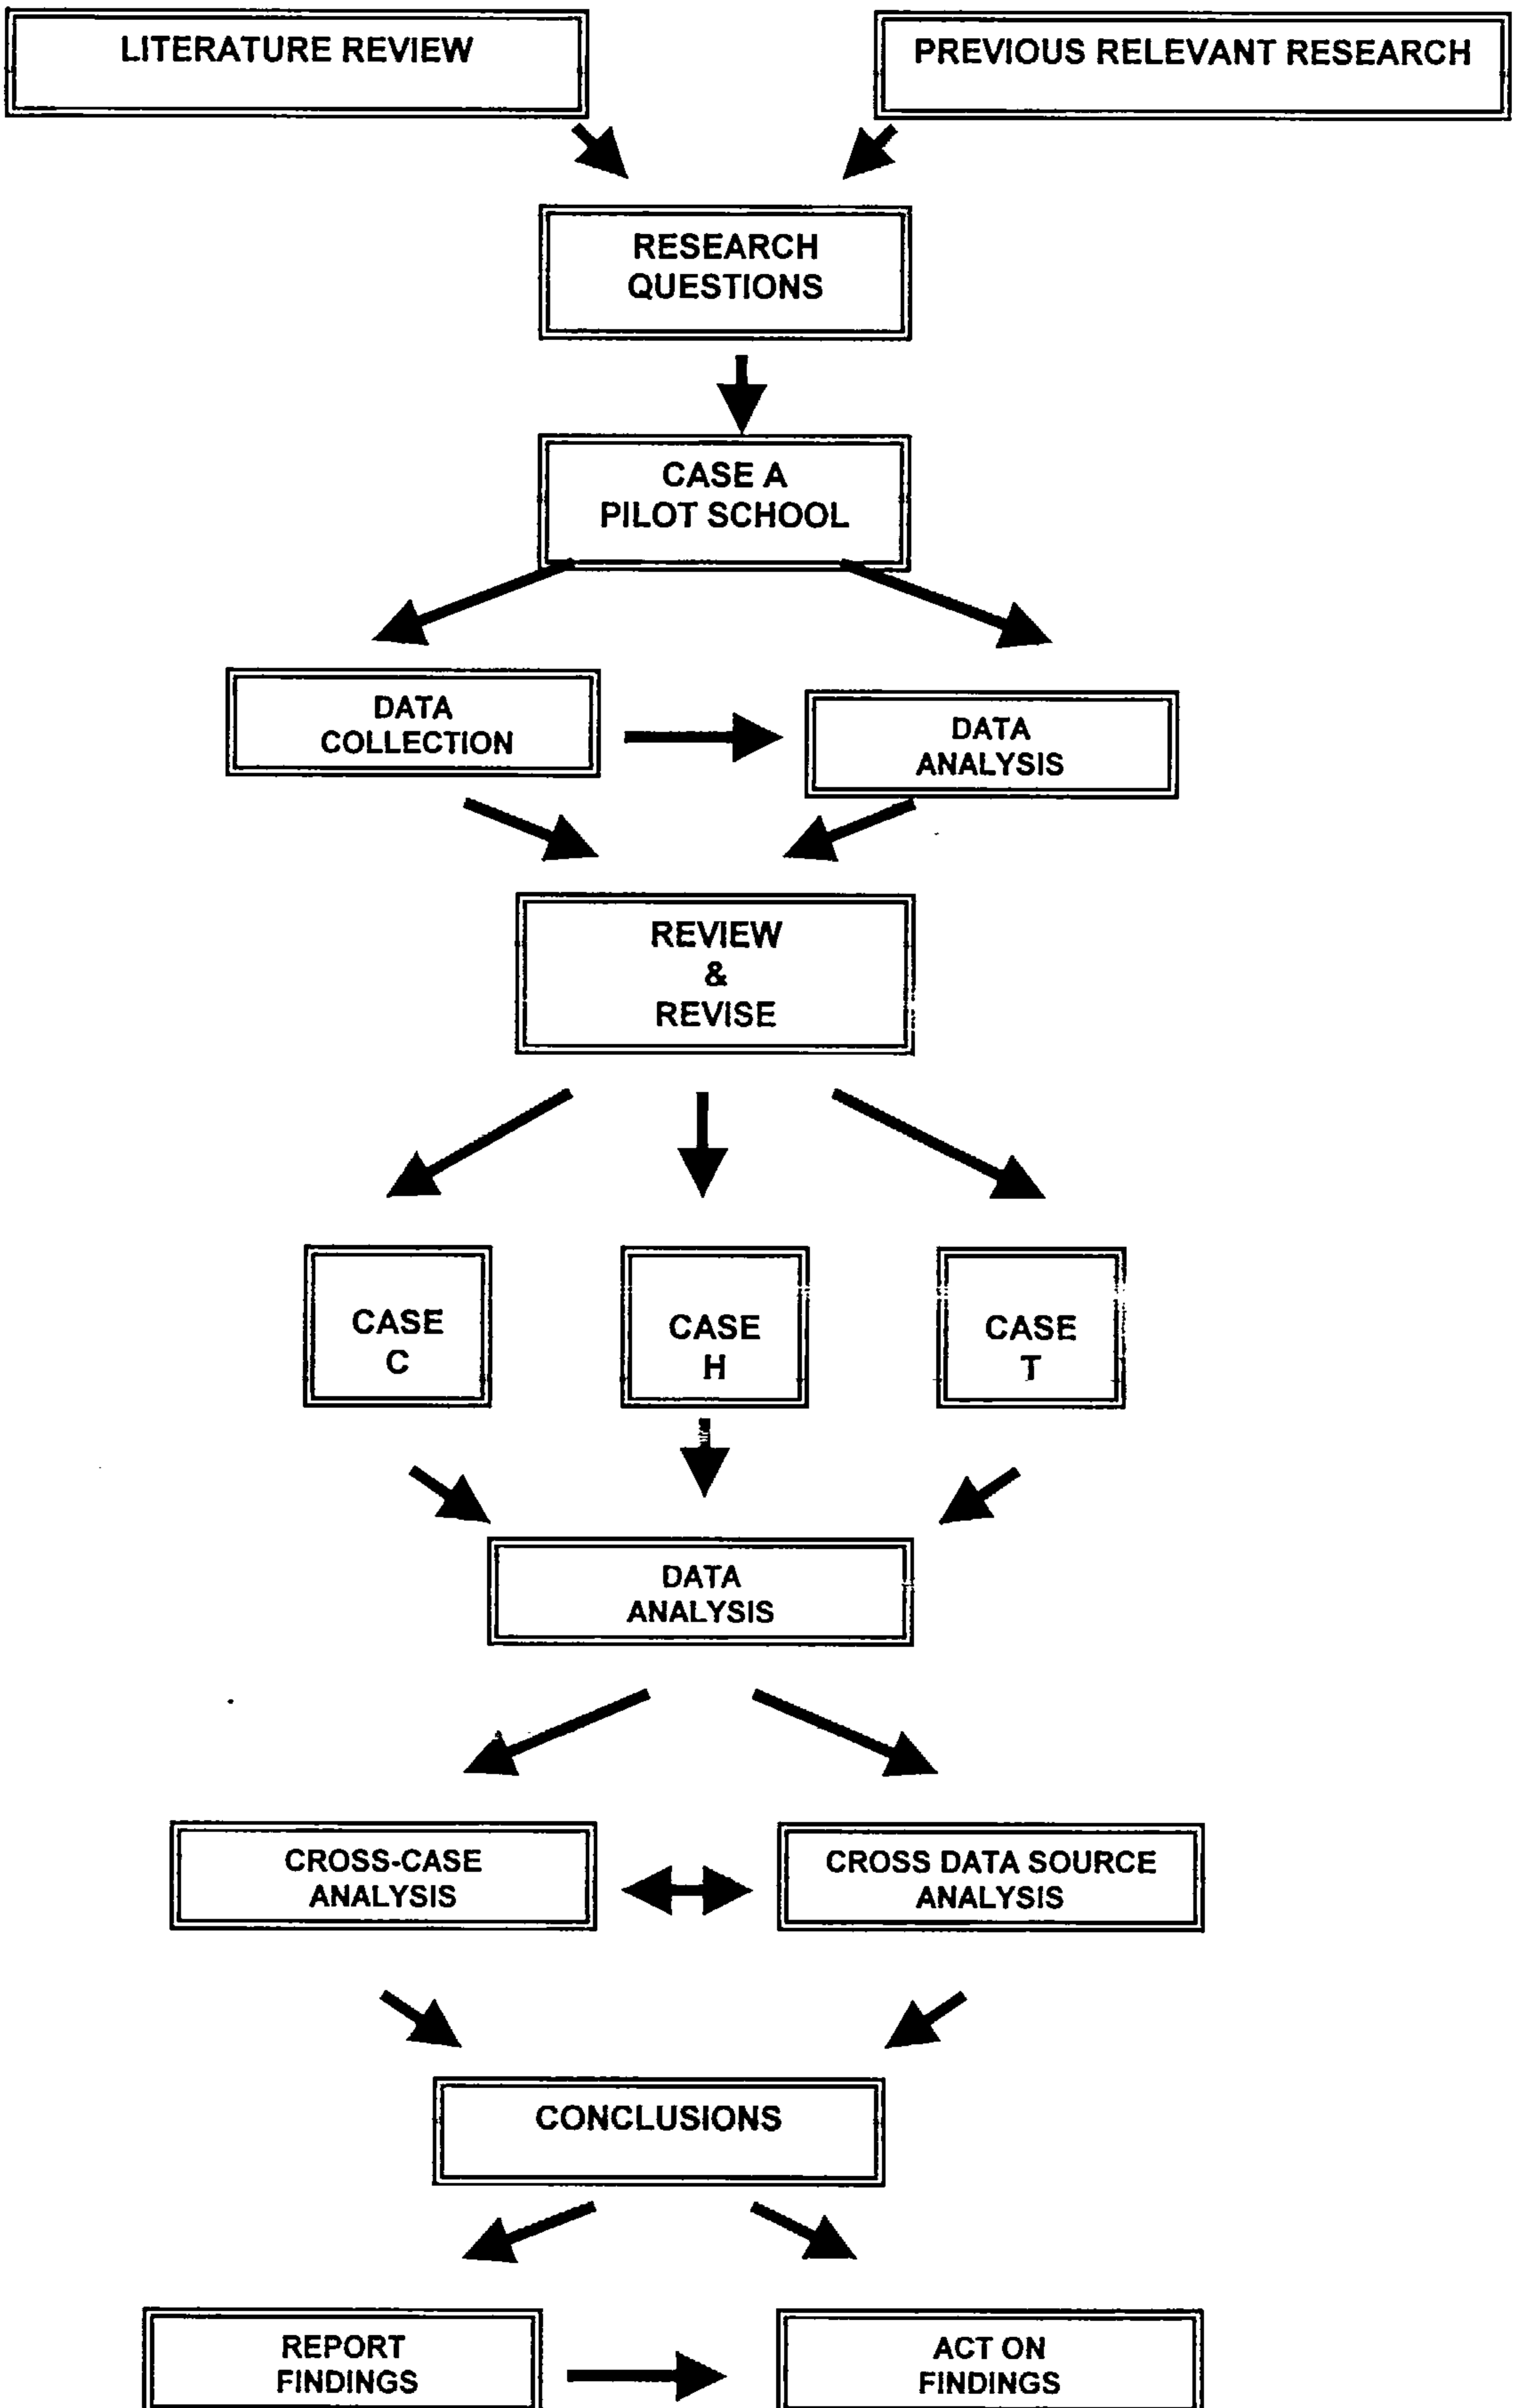 LITERATURE REVIEW
PREVIOUS RELEVANT RESEARCH
RESEARCH
QUESTIONS
CASE A
PILOT SCHOOL
DATA
COLLECTION
DATA
ANALYSIS
REVIEW
&
REVISE
CASE
C
CASE
H
CASE
T
DATA
ANALYSIS
CROSS-CASE
ANALYSIS
CROSS DATA SOURCE
ANALYSIS
CONCLUSIONS
REPORT
FINDINGS
ACT ON
FINDINGS